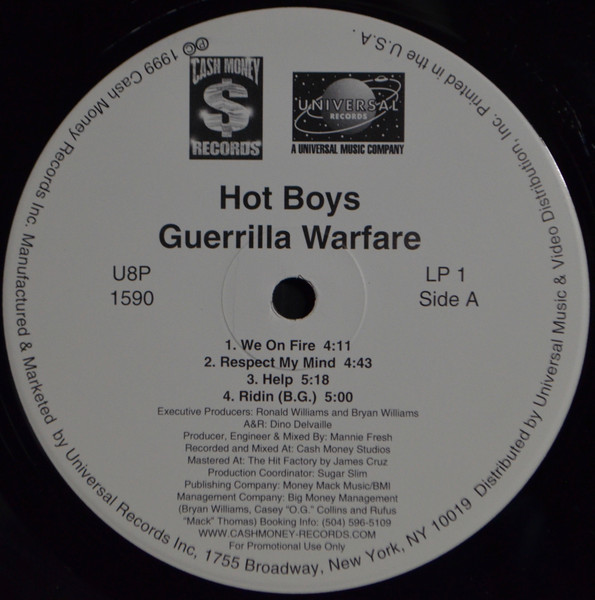 CASH MONEY
$
RECORDS
UNIVERSAL
RECORDS
A UNIVERSAL MUSIC COMPANY
Hot Boys
Guerrilla Warfare
U8P
1590
LP 1
Side A
1. We On Fire 4:11
2. Respect My Mind 4:43
3. Help 5:18
4. Ridin (B.G.) 5:00
Executive Producers: Ronald Williams and Bryan Williams
A&R: Dino Delvaille
Producer, Engineer & Mixed By: Mannie Fresh
Recorded and Mixed At: Cash Money Studios
Mastered At: The Hit Factory by James Cruz
Production Coordinator: Sugar Slim
Publishing Company: Money Mack Music/BMI
Management Company: Big Money Management
(Bryan Williams, Casey "O.G." Collins and Rufus
"Mack" Thomas) Booking Info: (504) 596-5109
WWW.CASHMONEY-RECORDS.COM
For Promotional Use Only
℗© 1999 Cash Money Records Inc. Manufactured & Marketed by Universal Records Inc, 1755 Broadway, New York, NY 10019 Distributed by Universal Music & Video Distribution, Inc. Printed in the U.S.A.